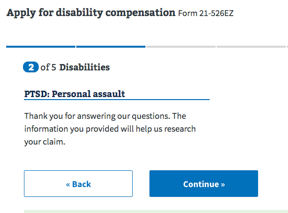 Apply for disability compensation Form 21-526EZ
2 of 5 Disabilities
PTSD: Personal assault
Thank you for answering our questions. The
information you provided will help us research
your claim.
« Back
Continue »